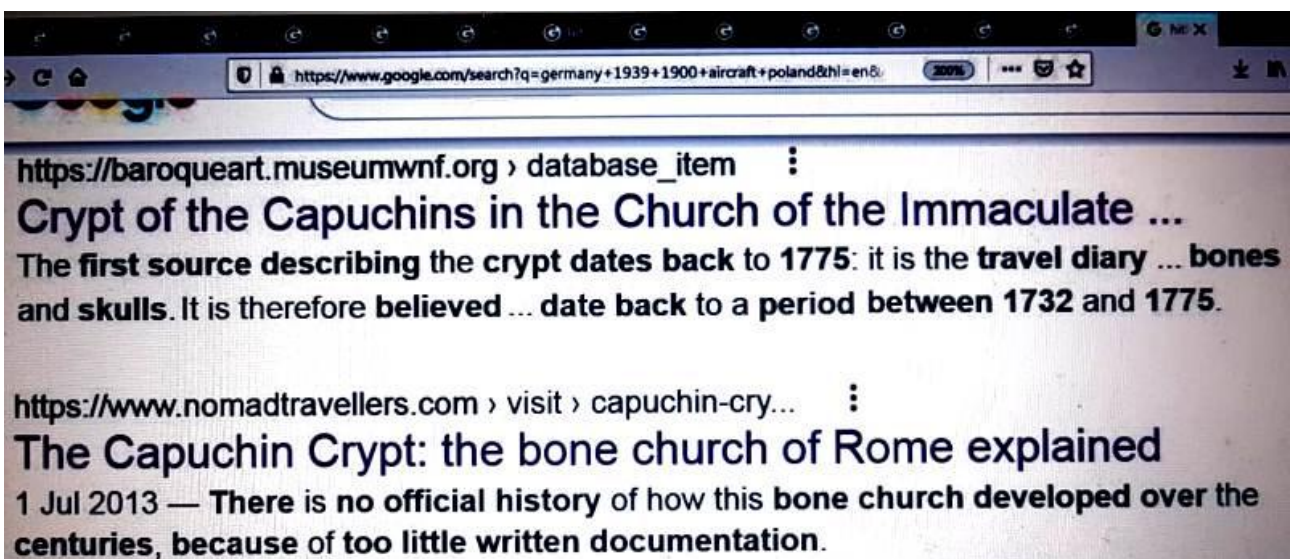 https://www.google.com/search?q=germany+1939+1900+aircraft+poland&hl=en&
300%
https://baroqueart.museumwnf.org › database_item
Crypt of the Capuchins in the Church of the Immaculate ...
The first source describing the crypt dates back to 1775: it is the travel diary ... bones
and skulls. It is therefore believed ... date back to a period between 1732 and 1775.
https://www.nomadtravellers.com › visit › capuchin-cry...
The Capuchin Crypt: the bone church of Rome explained
1 Jul 2013 — There is no official history of how this bone church developed over the
centuries, because of too little written documentation.